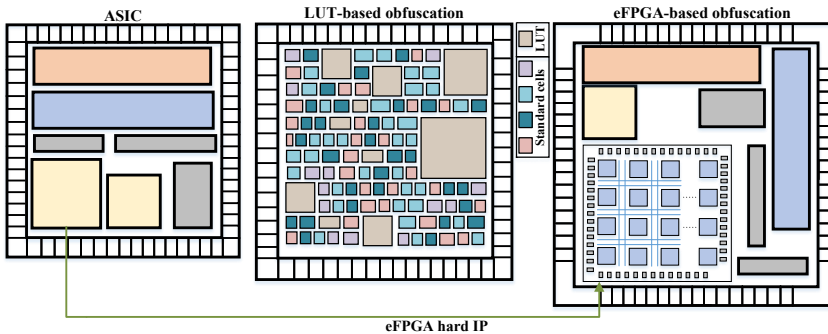 ASIC
LUT-based obfuscation
eFPGA-based obfuscation
LUT
Standard cells
eFPGA hard IP